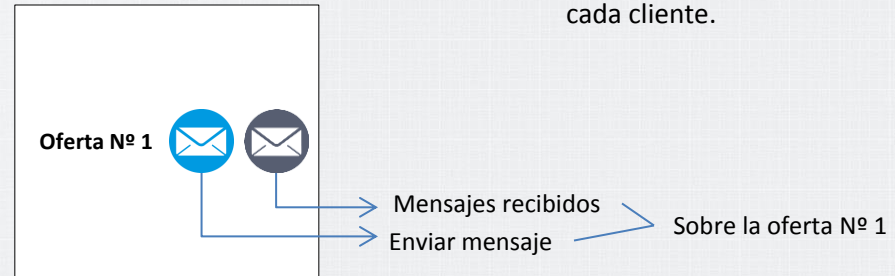 cada cliente.
Oferta Nº 1
Mensajes recibidos
Enviar mensaje
Sobre la oferta Nº 1